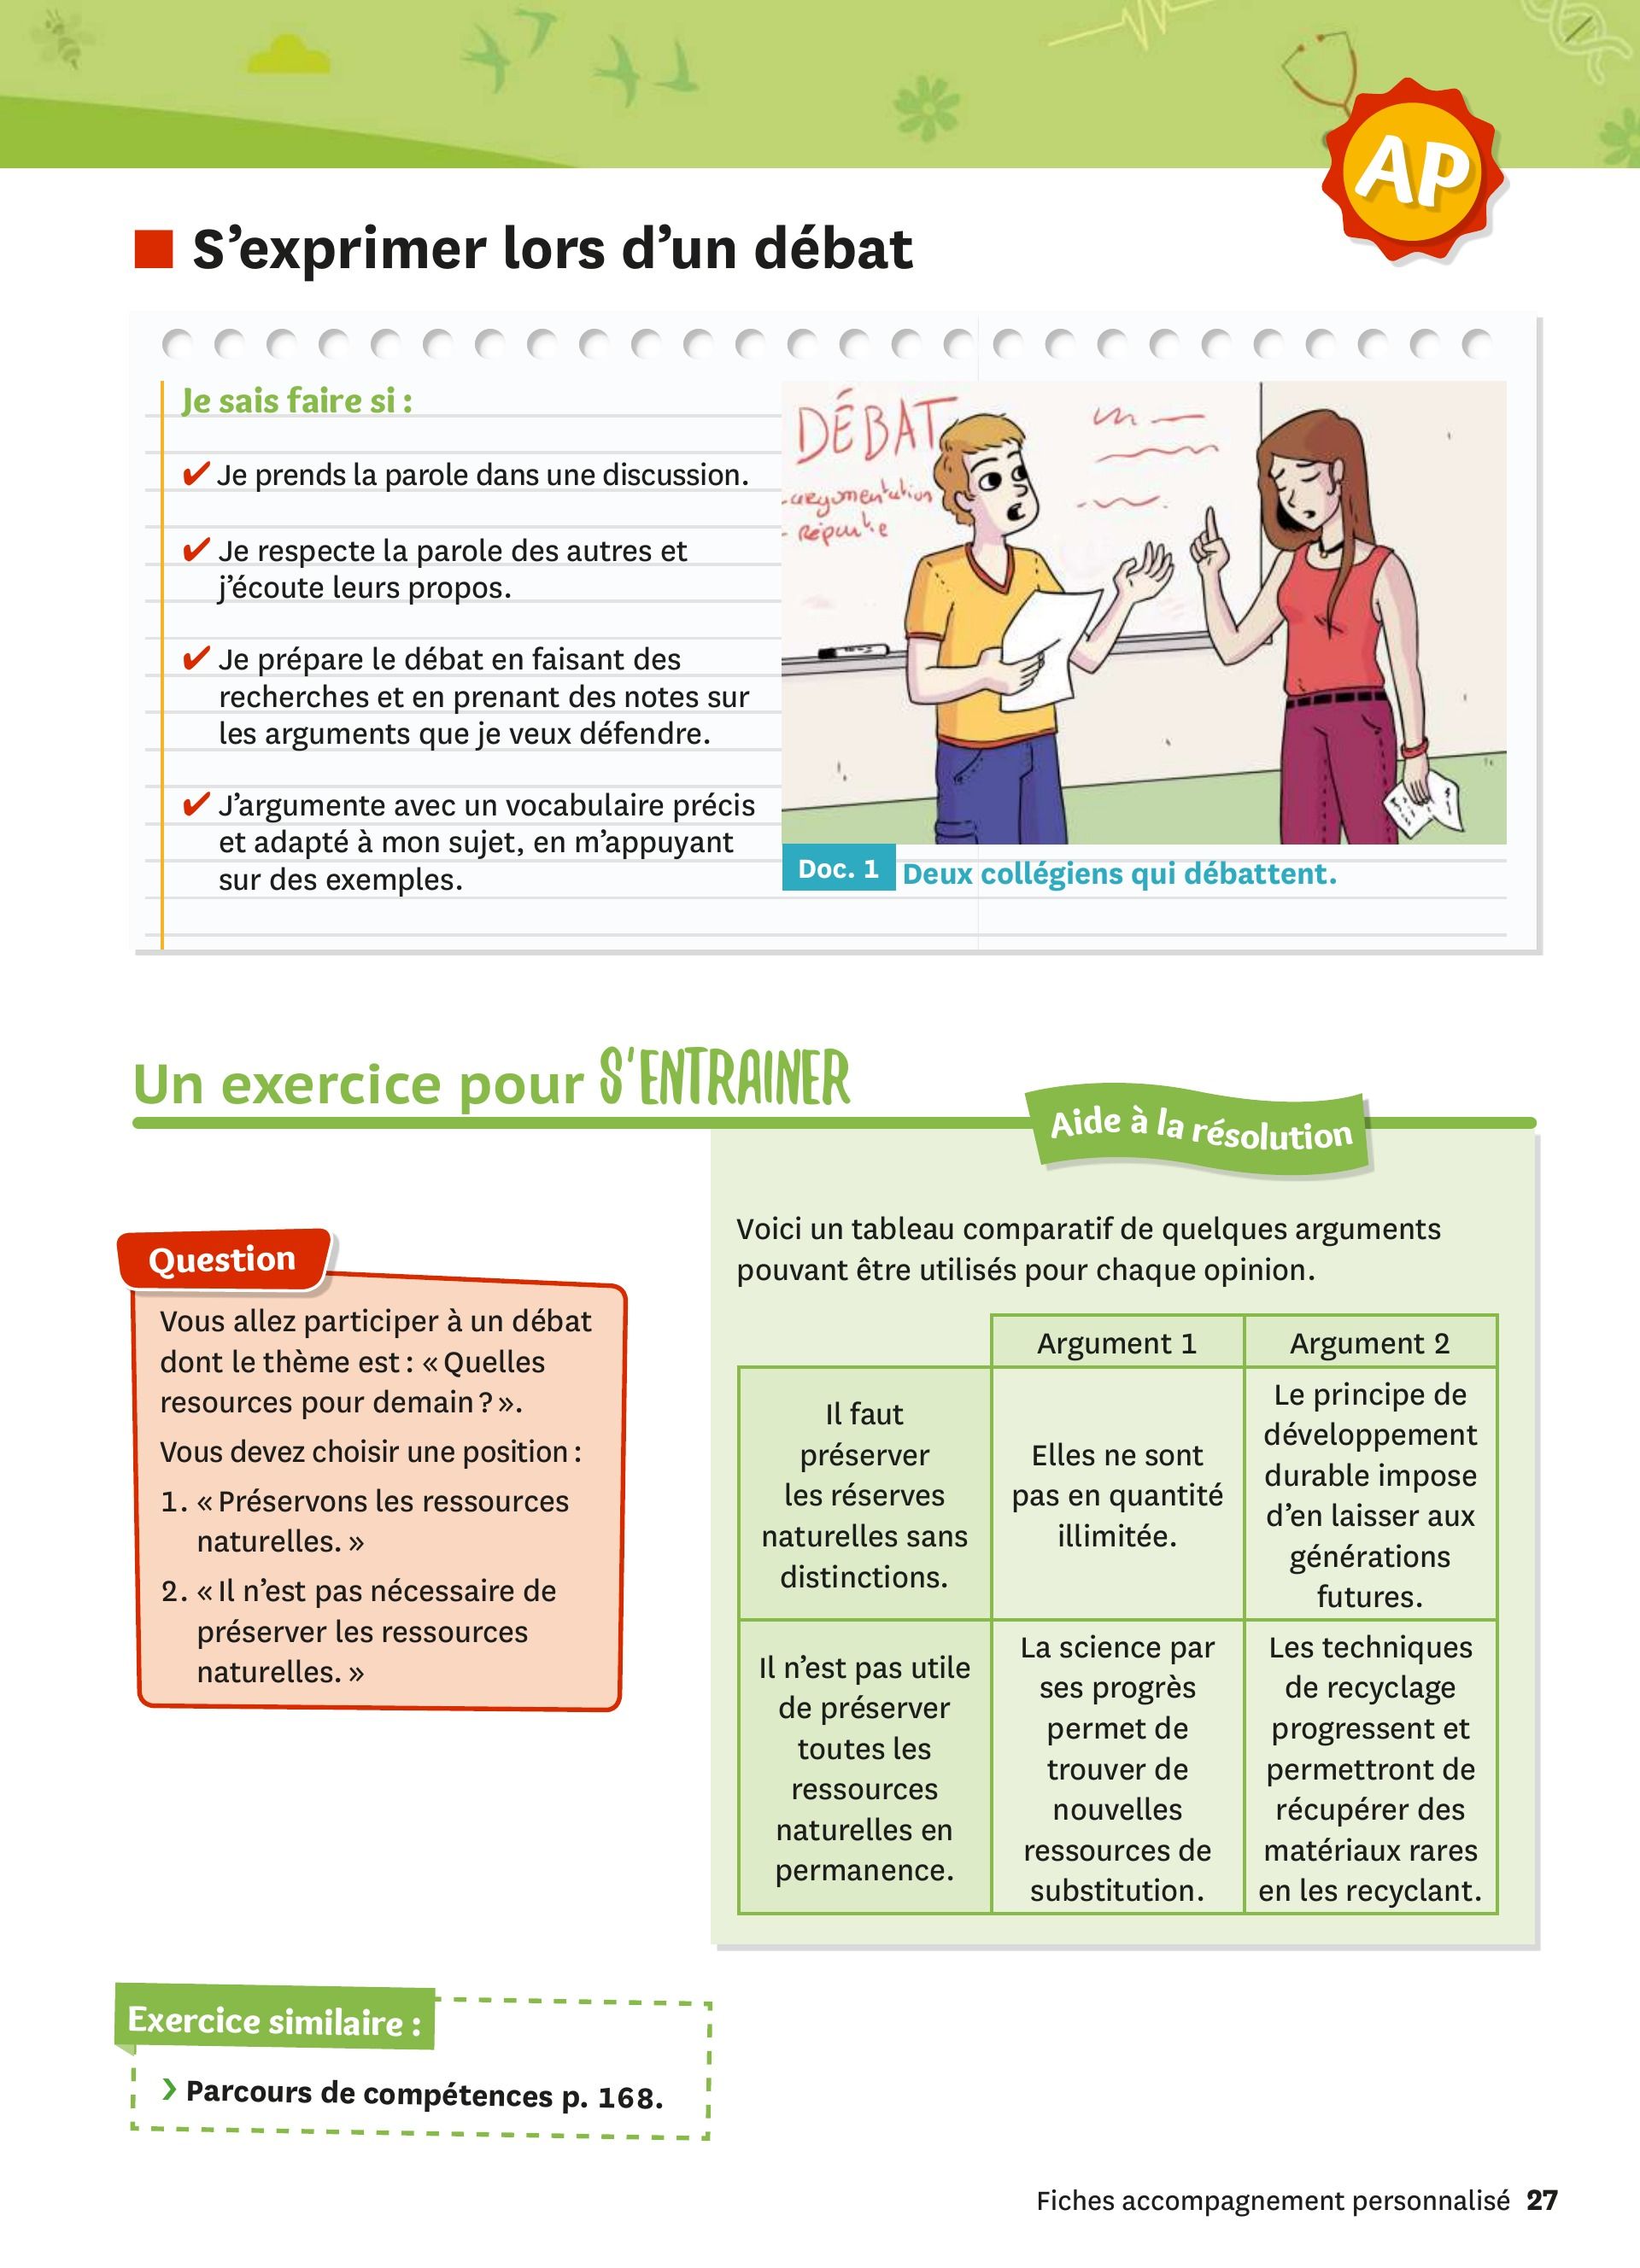 AP
S'exprimer lors d'un débat
Je sais faire si :
✔ Je prends la parole dans une discussion.
✔ Je respecte la parole des autres et
j'écoute leurs propos.
✔ Je prépare le débat en faisant des
recherches et en prenant des notes sur
les arguments que je veux défendre.
✔ J'argumente avec un vocabulaire précis
et adapté à mon sujet, en m'appuyant
sur des exemples.
DÉBAT
- argumentation
Doc. 1 Deux collégiens qui débattent.
Un exercice pour S'ENTRAINER
Question
Vous allez participer à un débat
dont le thème est : « Quelles
resources pour demain ? ».
Vous devez choisir une position :
1. « Préservons les ressources
naturelles. »
2. « Il n'est pas nécessaire de
préserver les ressources
naturelles. »
Aide à la résolution
Voici un tableau comparatif de quelques arguments
pouvant être utilisés pour chaque opinion.
Argument 1
Argument 2
Il faut
préserver
les réserves
naturelles sans
distinctions.
Elles ne sont
pas en quantité
illimitée.
Le principe de
développement
durable impose
d'en laisser aux
générations
futures.
Il n'est pas utile
de préserver
toutes les
ressources
naturelles en
permanence.
La science par
ses progrès
permet de
trouver de
nouvelles
ressources de
substitution.
Les techniques
de recyclage
progressent et
permettront de
récupérer des
matériaux rares
en les recyclant.
Exercice similaire :
› Parcours de compétences p. 168.
Fiches accompagnement personnalisé 27